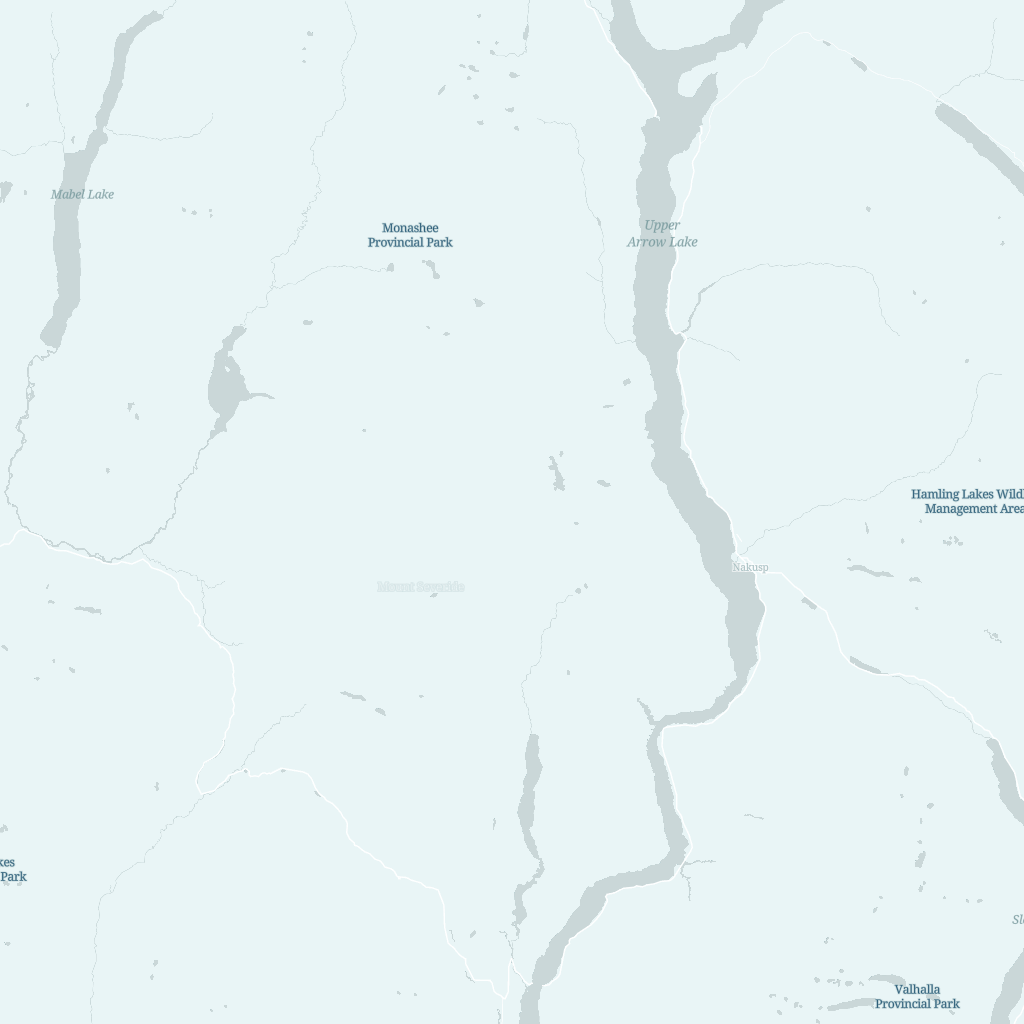 Mabel Lake
Monashee
Provincial Park
Upper
Arrow Lake
Hamling Lakes Wildl
Management Area
Nakusp
Mount Severide
kes
Park
Sl
Valhalla
Provincial Park